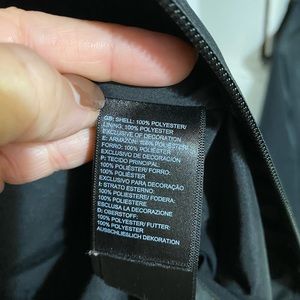 GB: SHELL: 100% POLYESTER/
LINING: 100% POLYESTER
EXCLUSIVE OF DECORATION
E: ARMAZÓN: 100% POLIÉSTER/
FORRO: 100% POLIÉSTER
EXCLUSIVO DE DECORACIÓN
P: TECIDO PRINCIPAL:
100% POLIÉSTER/FORRO:
100% POLIÉSTER
EXCLUSIVO PARA DECORAÇÃO
I: STRATO ESTERNO:
100% POLIESTERE/FODERA:
100% POLIESTERE
ESCLUSA LA DECORAZIONE
D: OBERSTOFF:
100% POLYESTER/ FUTTER:
100% POLYESTER
AUSSCHLIEßLICH DEKORATION